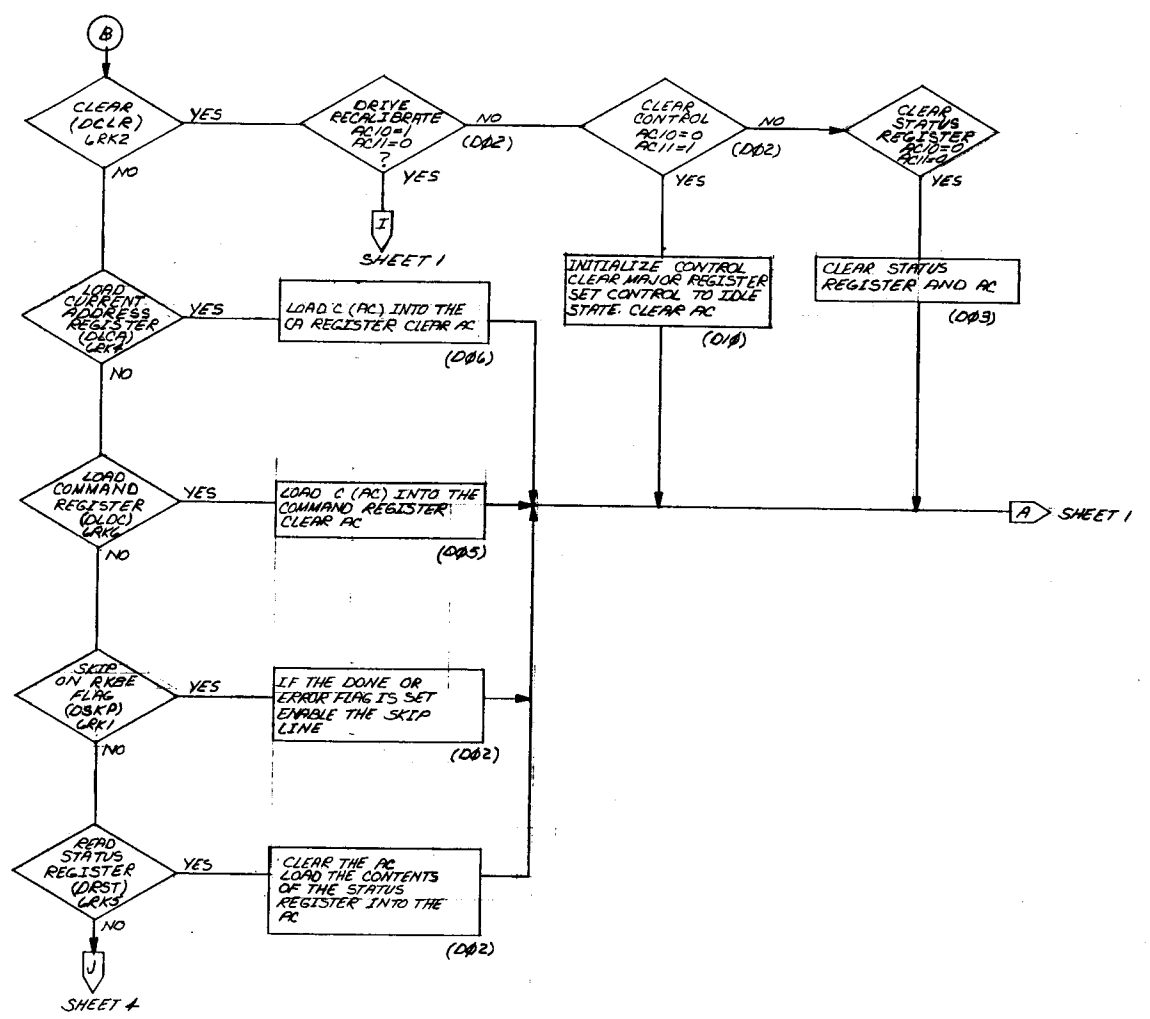 B
CLEAR
(DCLR)
6RK2
YES
NO
DRIVE
RECALIBRATE
AC10=1
AC11=0
?
NO
(DØ2)
YES
I
SHEET 1
CLEAR
CONTROL
AC10=0
AC11=1
NO
(DØ2)
YES
CLEAR
STATUS
REGISTER
AC10=0
AC11=0
YES
INITIALIZE CONTROL
CLEAR MAJOR REGISTER
SET CONTROL TO IDLE
STATE. CLEAR AC
(D1Ø)
CLEAR STATUS
REGISTER AND AC
(DØ3)
LOAD
CURRENT
ADDRESS
REGISTER
(DLCA)
6RK4
YES
NO
LOAD C (AC) INTO THE
CA REGISTER CLEAR AC
(DØ6)
LOAD
COMMAND
REGISTER
(DLDC)
6RK6
YES
NO
LOAD C (AC) INTO THE
COMMAND REGISTER
CLEAR AC
(DØ5)
A
SHEET 1
SKIP
ON RK8E
FLAG
(DSKP)
6RK1
YES
NO
IF THE DONE OR
ERROR FLAG IS SET
ENABLE THE SKIP
LINE
(DØ2)
READ
STATUS
REGISTER
(DRST)
6RK5
YES
NO
CLEAR THE AC
LOAD THE CONTENTS
OF THE STATUS
REGISTER INTO THE
AC
(DØ2)
J
SHEET 4